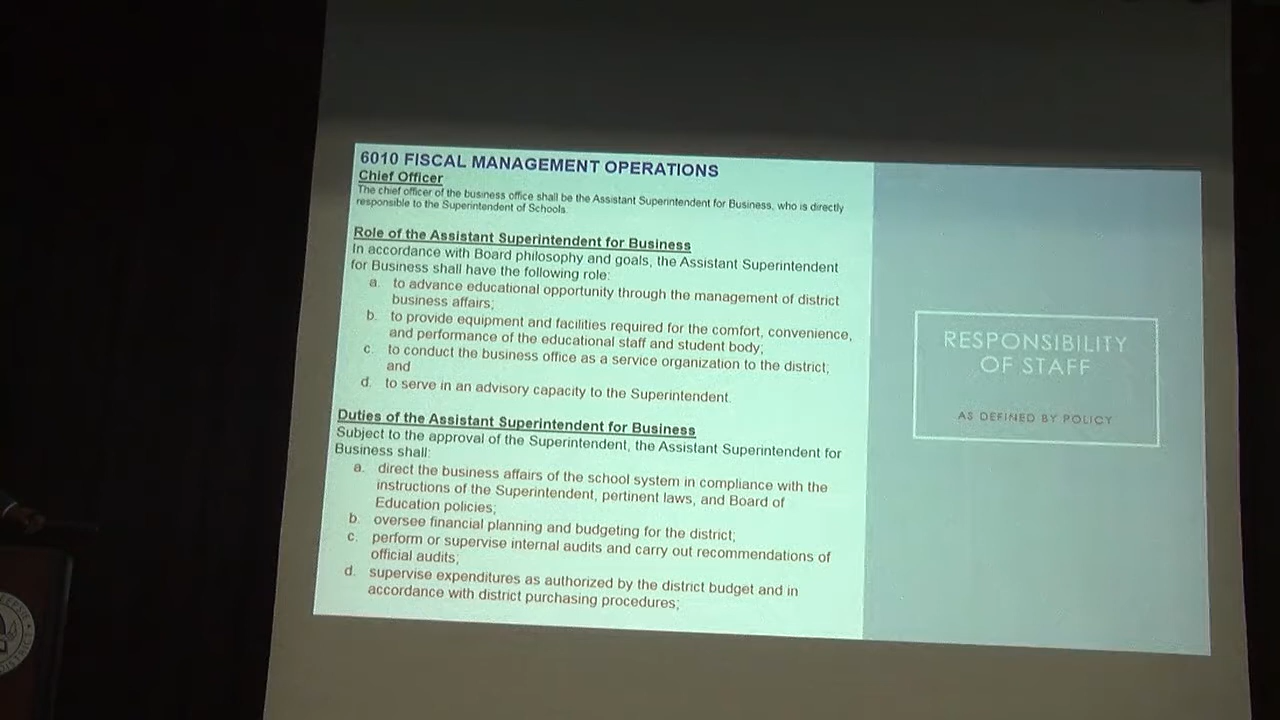 6010 FISCAL MANAGEMENT OPERATIONS
Chief Officer
The chief officer of the business office shall be the Assistant Superintendent for Business, who is directly
responsible to the Superintendent of Schools.
Role of the Assistant Superintendent for Business
In accordance with Board philosophy and goals, the Assistant Superintendent
for Business shall have the following role:
a. to advance educational opportunity through the management of district
business affairs;
b. to provide equipment and facilities required for the comfort, convenience,
and performance of the educational staff and student body;
c. to conduct the business office as a service organization to the district;
and
d. to serve in an advisory capacity to the Superintendent.
Duties of the Assistant Superintendent for Business
Subject to the approval of the Superintendent, the Assistant Superintendent for
Business shall:
a. direct the business affairs of the school system in compliance with the
instructions of the Superintendent, pertinent laws, and Board of
Education policies;
b. oversee financial planning and budgeting for the district;
c. perform or supervise internal audits and carry out recommendations of
official audits;
d. supervise expenditures as authorized by the district budget and in
accordance with district purchasing procedures;
RESPONSIBILITY
OF STAFF
AS DEFINED BY POLICY